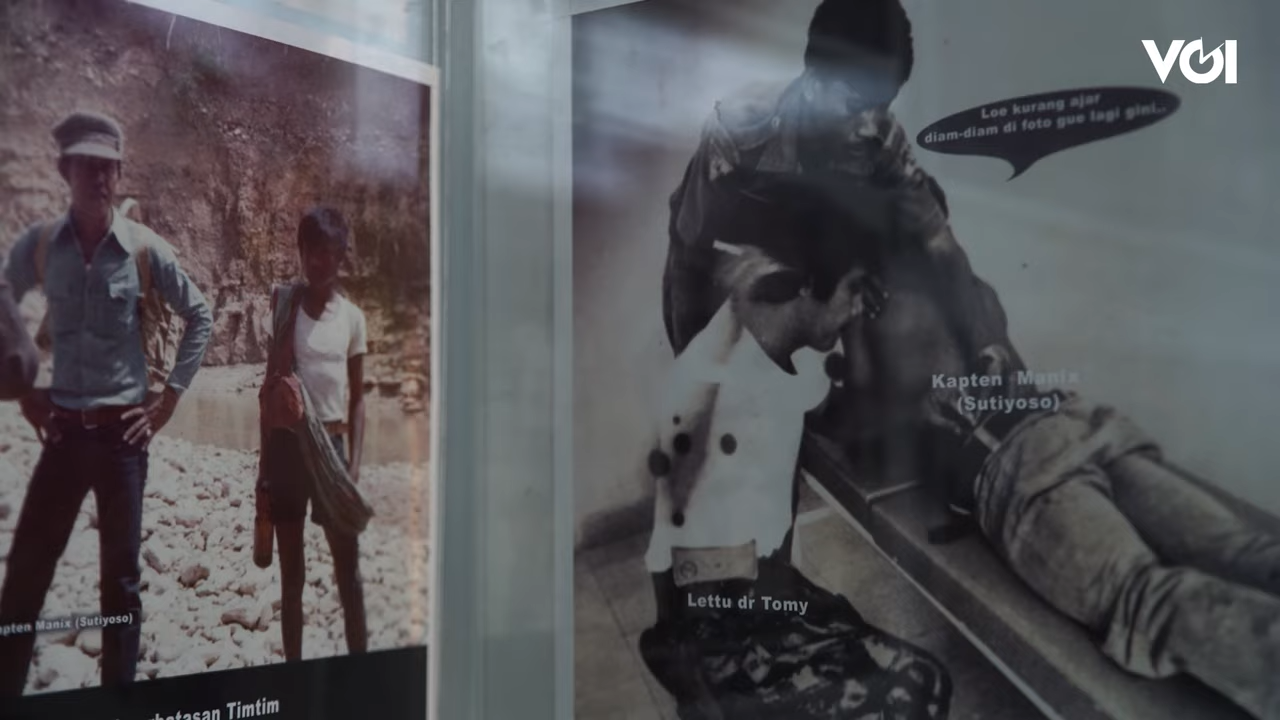 VOI
Loe kurang ajar
diam-diam di foto gue lagi gini..
Kapten Manix
(Sutiyoso)
Lettu dr Tomy
Manix (Sutiyoso)
Timtim